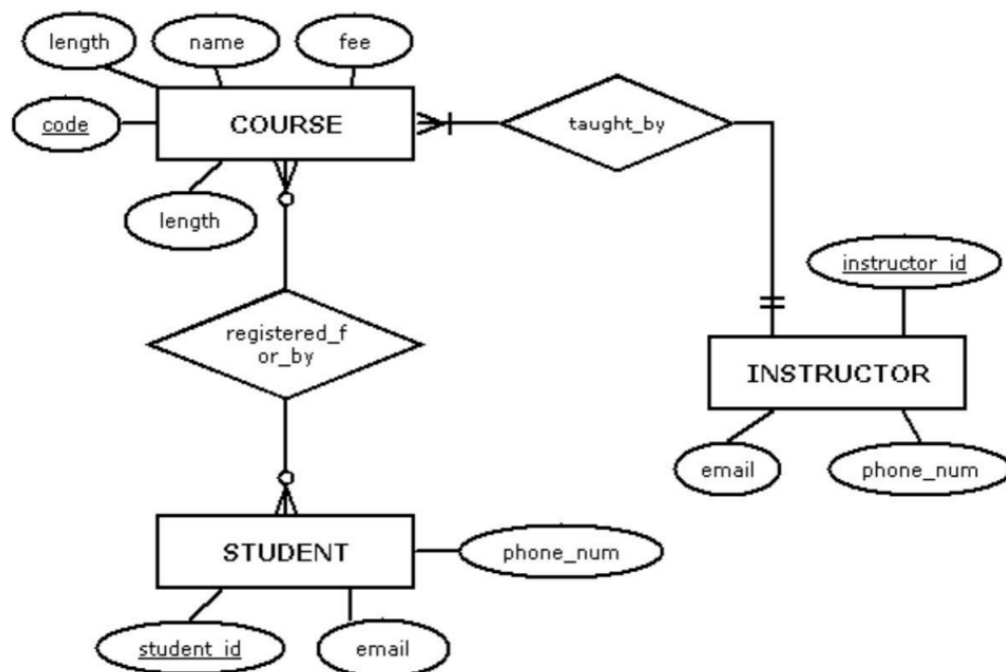 length
name
fee
code
COURSE
taught_by
length
instructor_id
registered_f
or_by
INSTRUCTOR
email
phone_num
STUDENT
phone_num
student_id
email